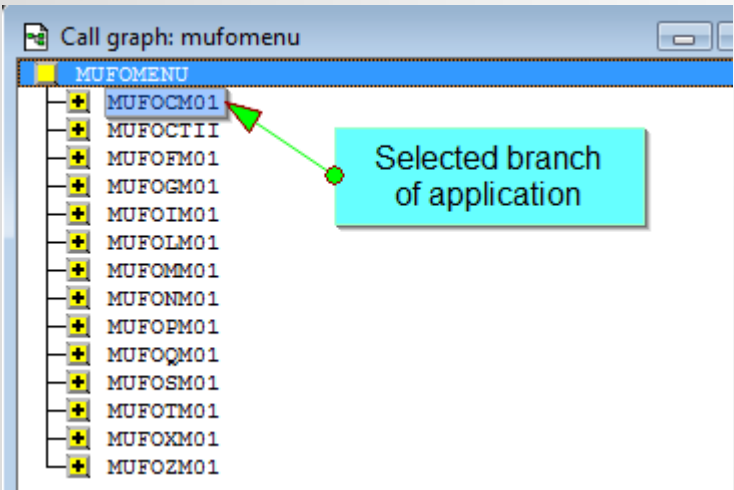 Call graph: mufomenu
MUFOMENU
MUFOCM01
MUFOCTII
MUFOFM01
MUFOGM01
MUFOIM01
MUFOLM01
MUFOMM01
MUFONM01
MUFOPM01
MUFOQM01
MUFOSM01
MUFOTM01
MUFOXM01
MUFOZM01
Selected branch
of application